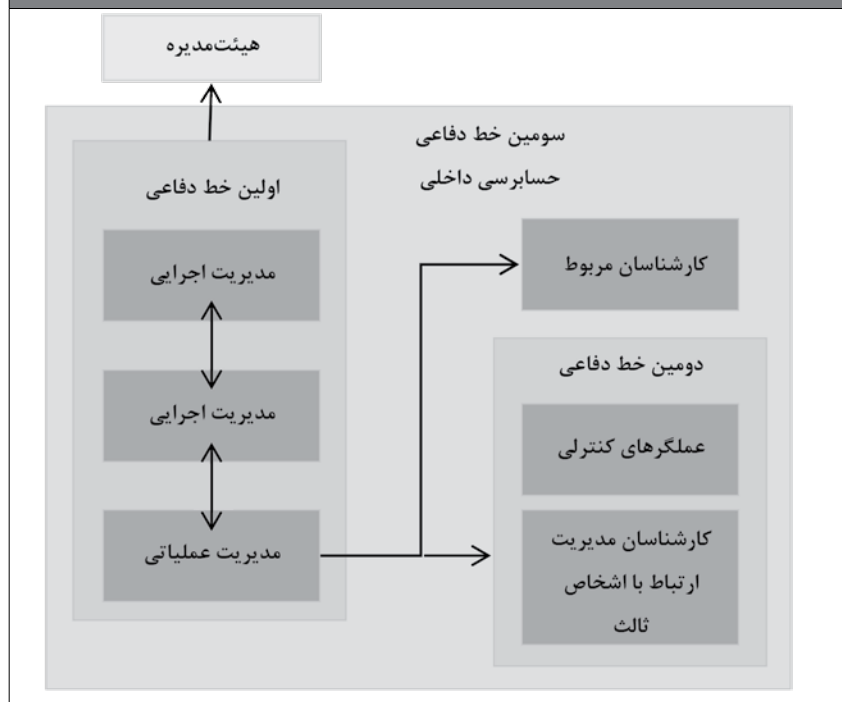 هیئت‌مدیره
سومین خط دفاعی
حسابرسی داخلی
اولین خط دفاعی
مدیریت اجرایی
مدیریت اجرایی
مدیریت عملیاتی
کارشناسان مربوط
دومین خط دفاعی
عملگرهای کنترلی
کارشناسان مدیریت
ارتباط با اشخاص
ثالث